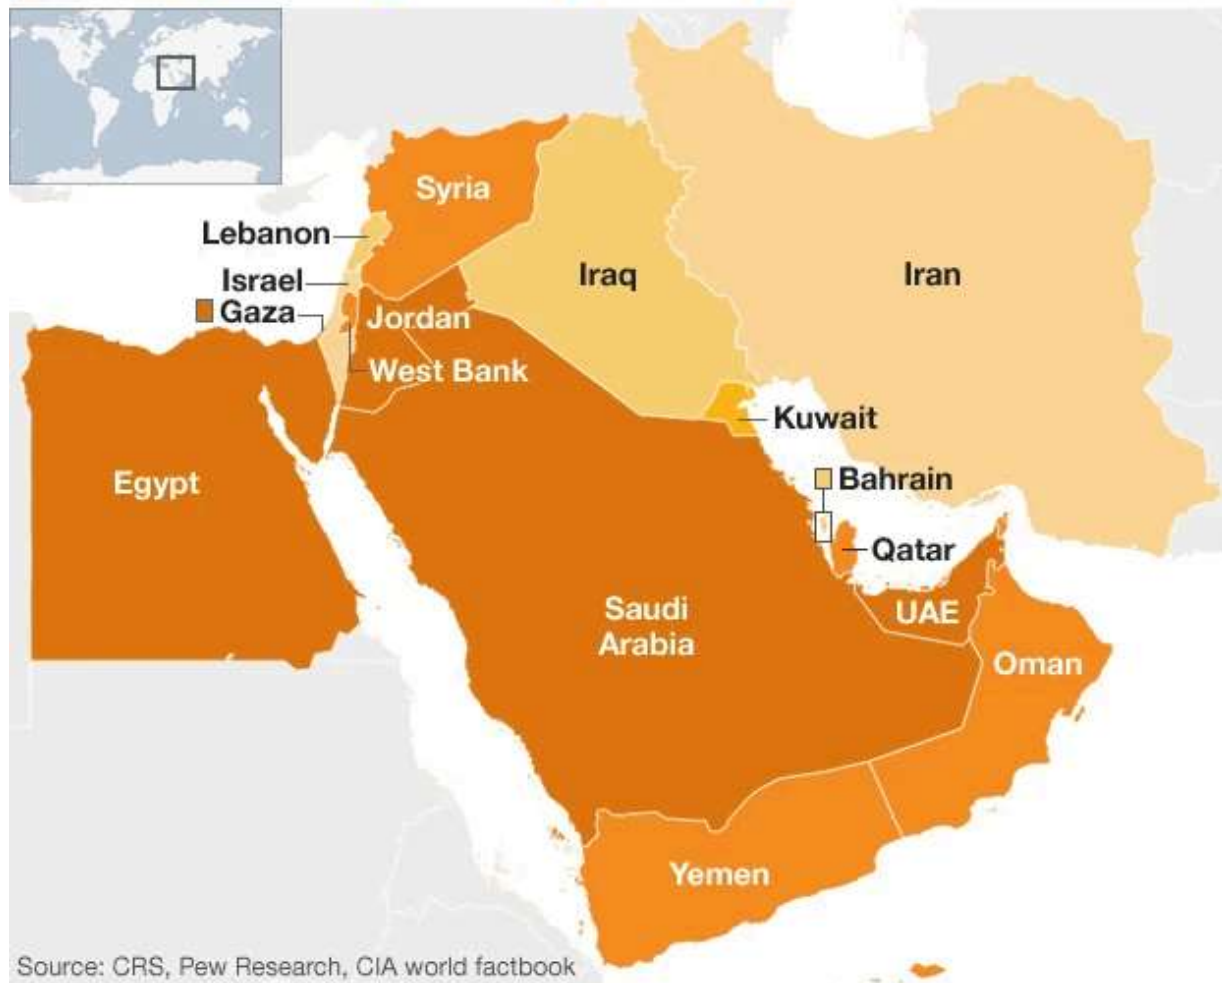 Syria
Lebanon
Iraq
Iran
Israel
Gaza
Jordan
West Bank
Kuwait
Egypt
Bahrain
Qatar
Saudi
Arabia
UAE
Oman
Yemen
Source: CRS, Pew Research, CIA world factbook